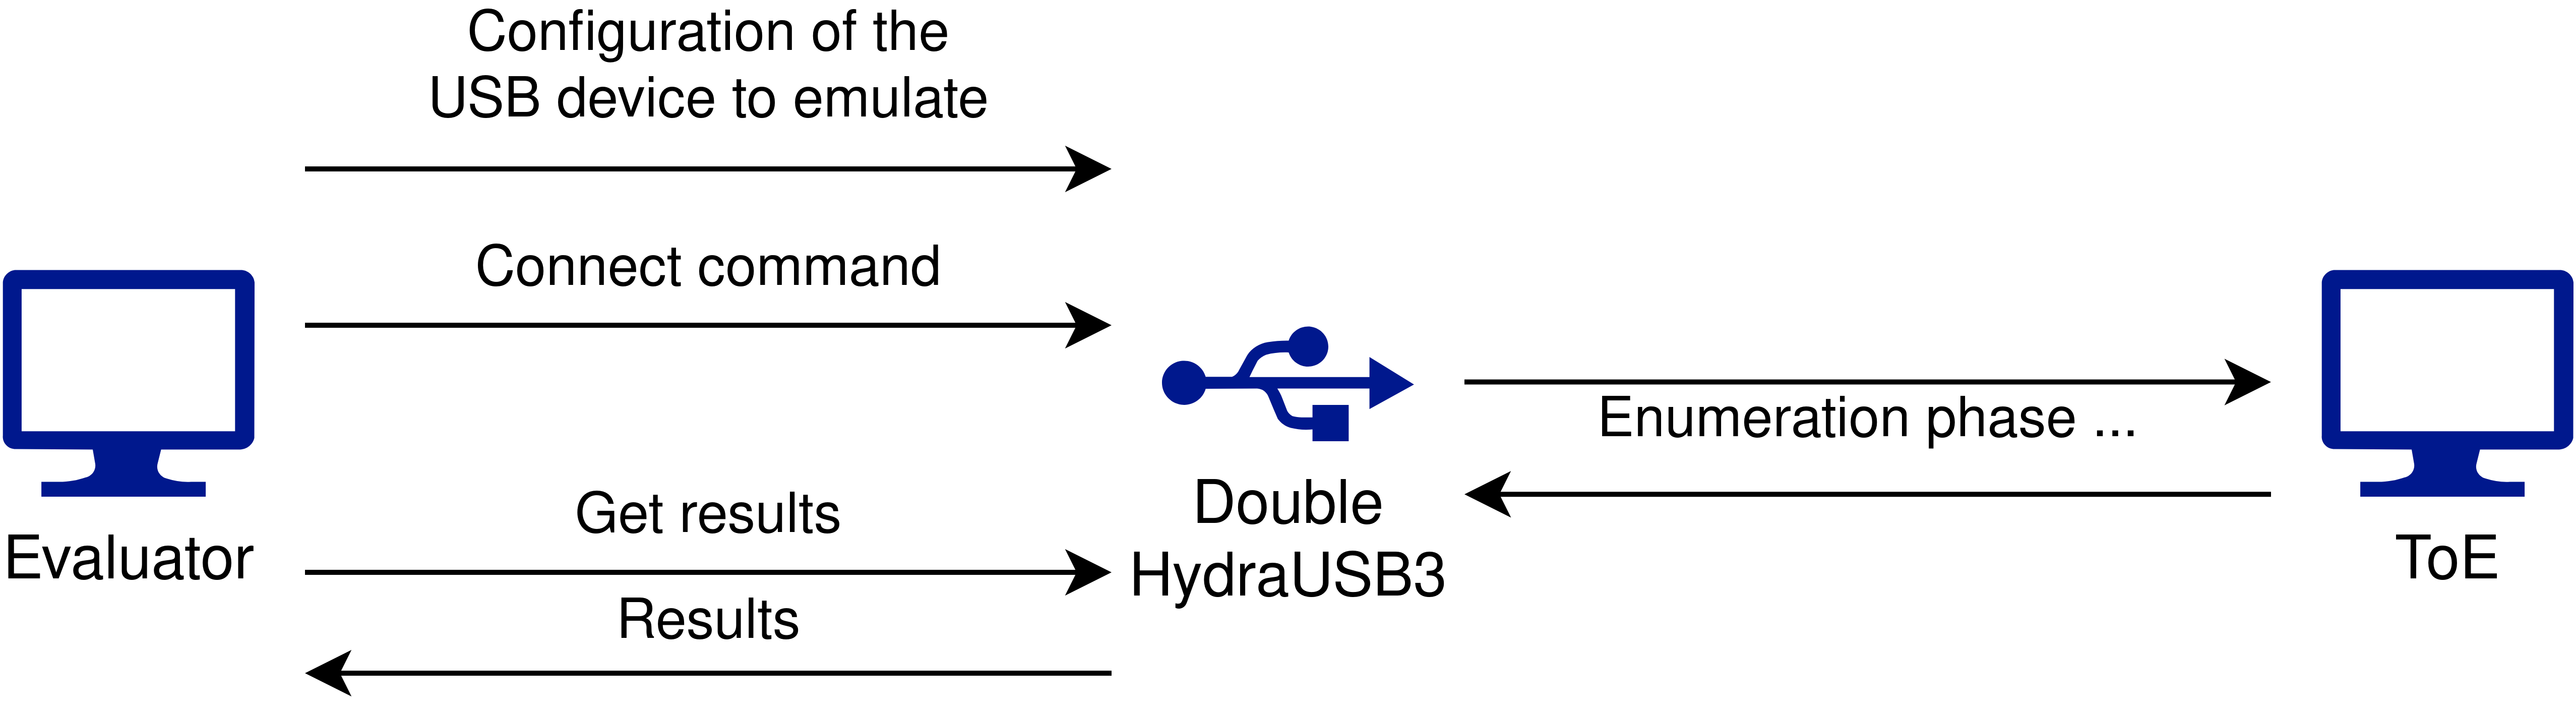 Configuration of the
USB device to emulate
Connect command
Enumeration phase ...
Get results
Double
HydraUSB3
Evaluator
ToE
Results